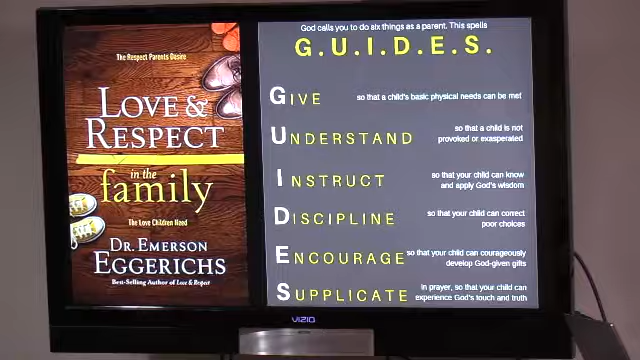 The Respect Parents Desire
LOVE &
RESPECT
in the
family
The Love Children Need
DR. EMERSON
EGGERICHS
Best-Selling Author of Love & Respect
God calls you to do six things as a parent. This spells
G.U.I.D.E.S.
GIVE so that a child's basic physical needs can be met
UNDERSTAND so that a child is not
provoked or exasperated
INSTRUCT so that your child can know
and apply God's wisdom
DISCIPLINE so that your child can correct
poor choices
ENCOURAGE so that your child can courageously
develop God-given gifts
SUPPLICATE in prayer, so that your child can
experience God's touch and truth
VIZIO